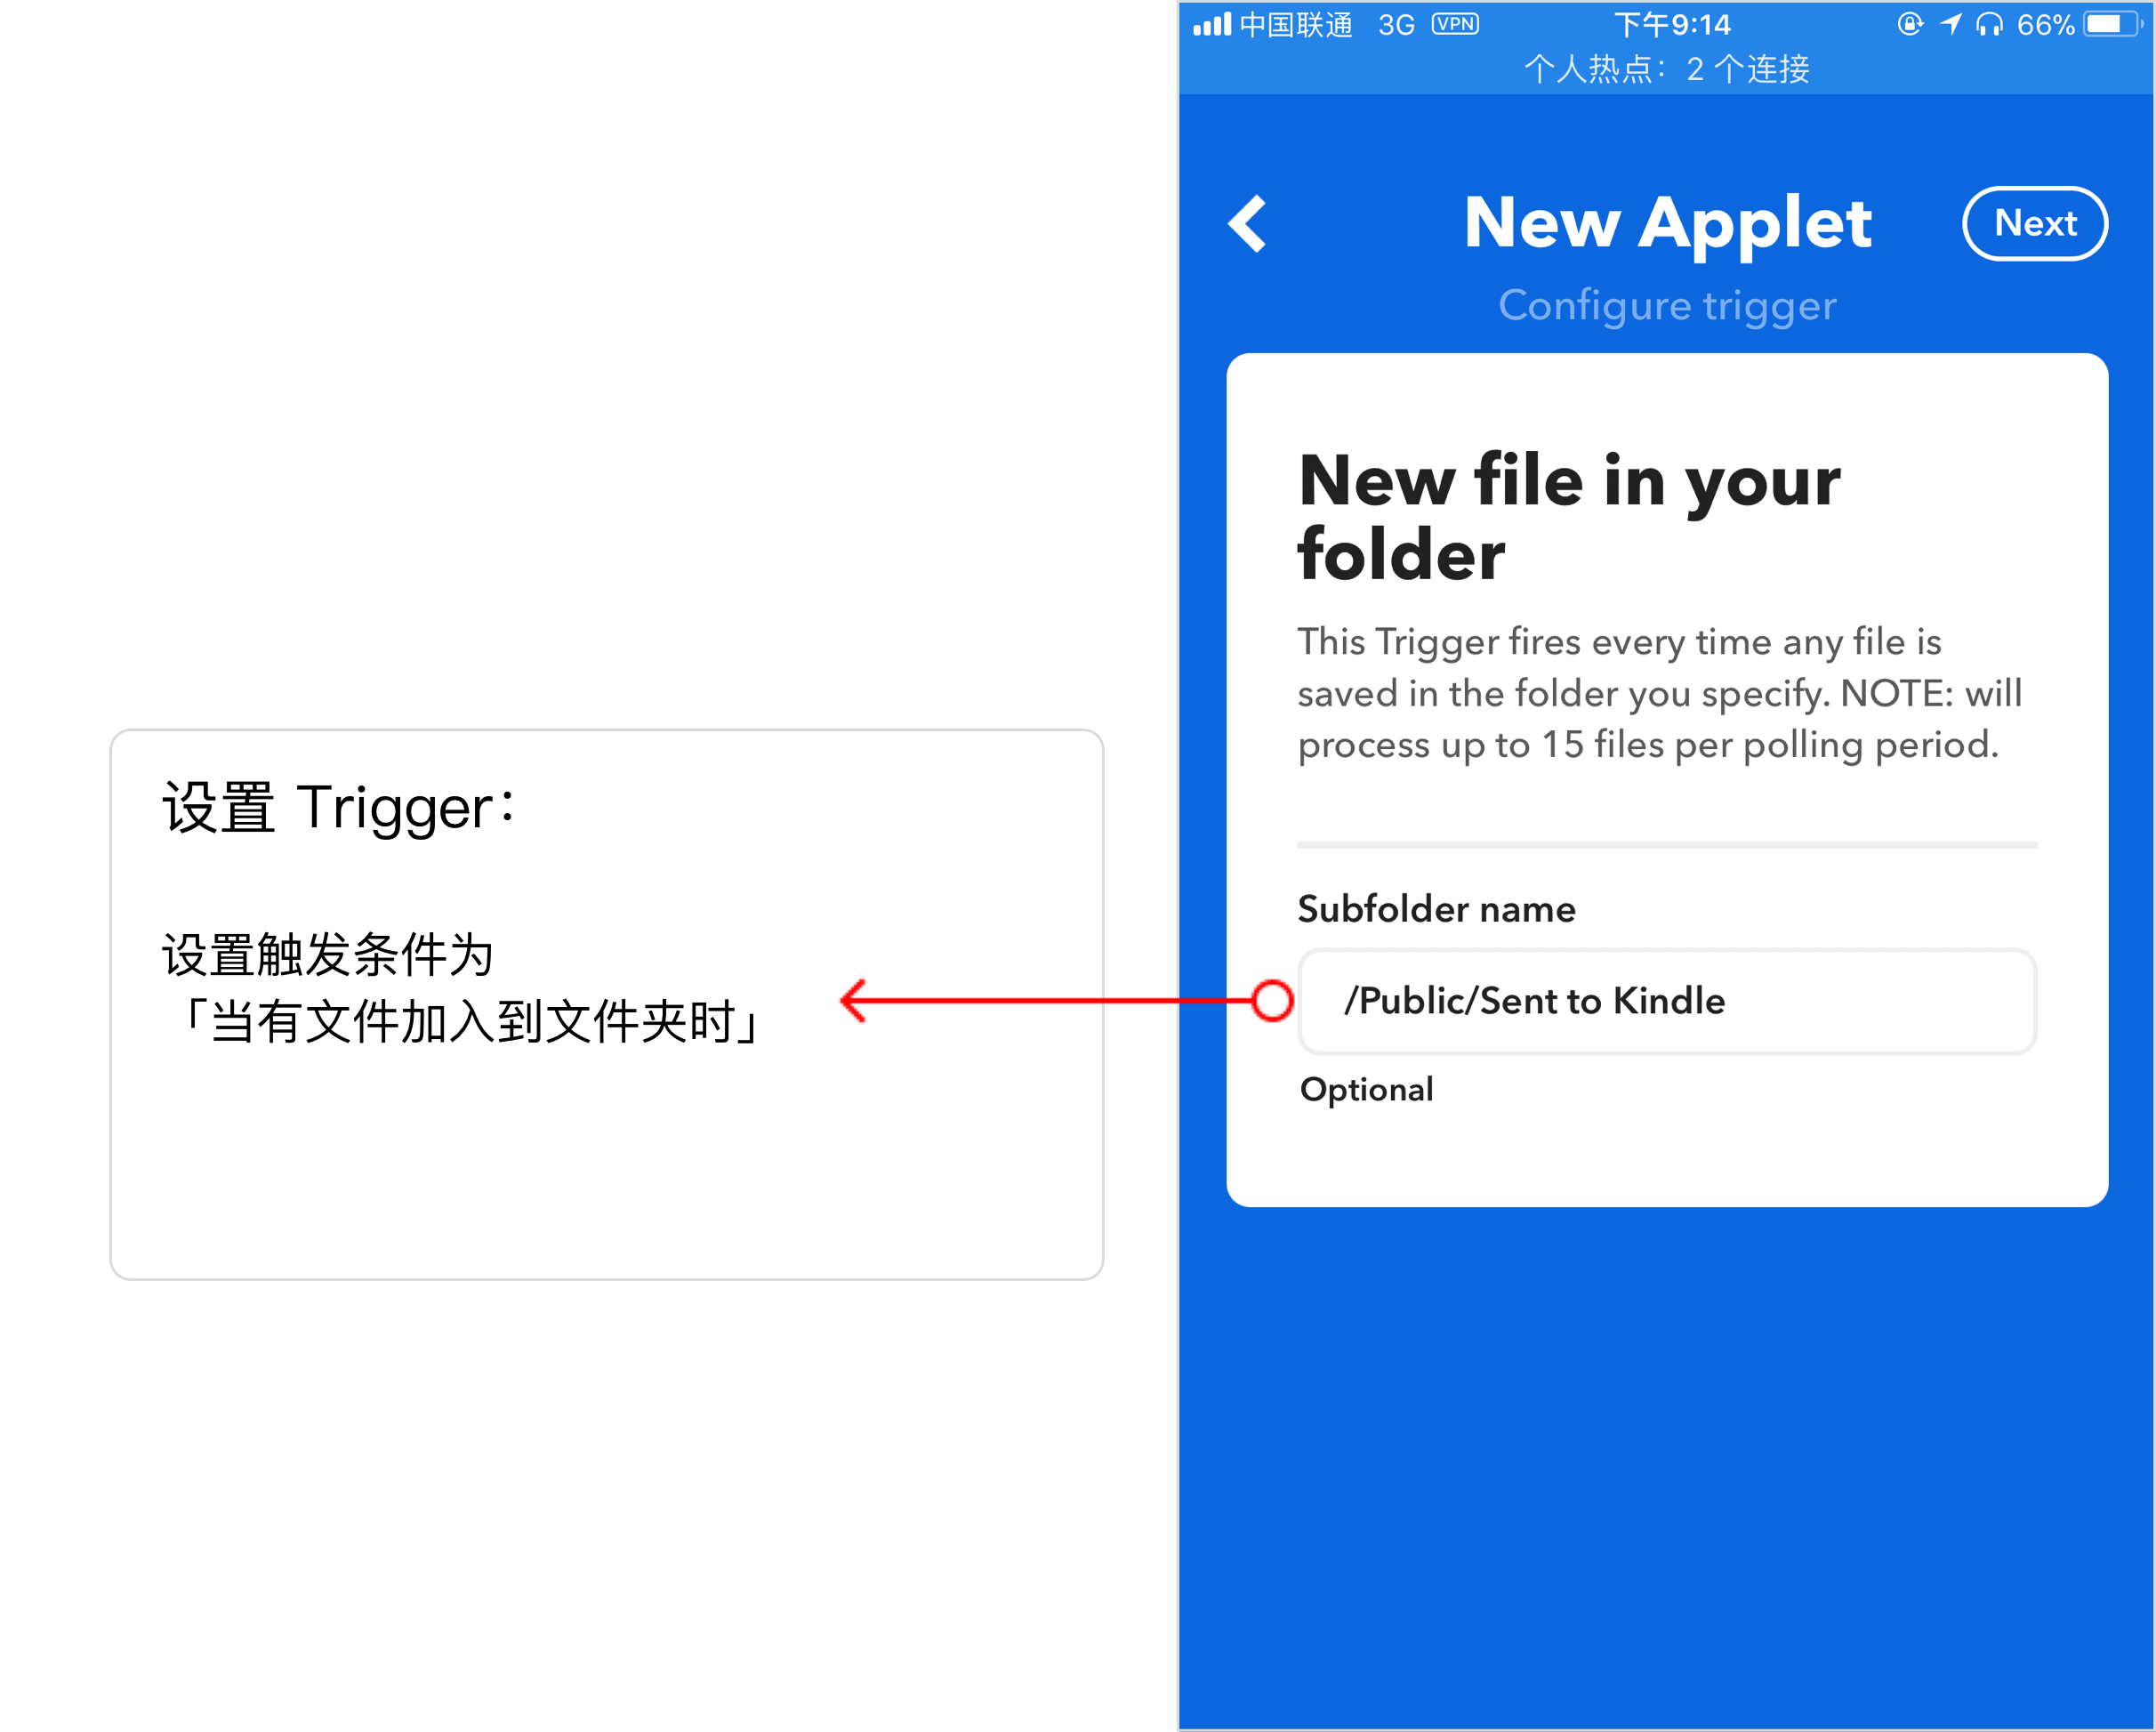 设置 Trigger:
设置触发条件为
「当有文件加入到文件夹时」
中国联通 3G VPN 下午9:14 66%
个人热点：2 个连接
New Applet
Next
Configure trigger
New file in your
folder
This Trigger fires every time any file is
saved in the folder you specify. NOTE: will
process up to 15 files per polling period.
Subfolder name
/Public/Sent to Kindle
Optional